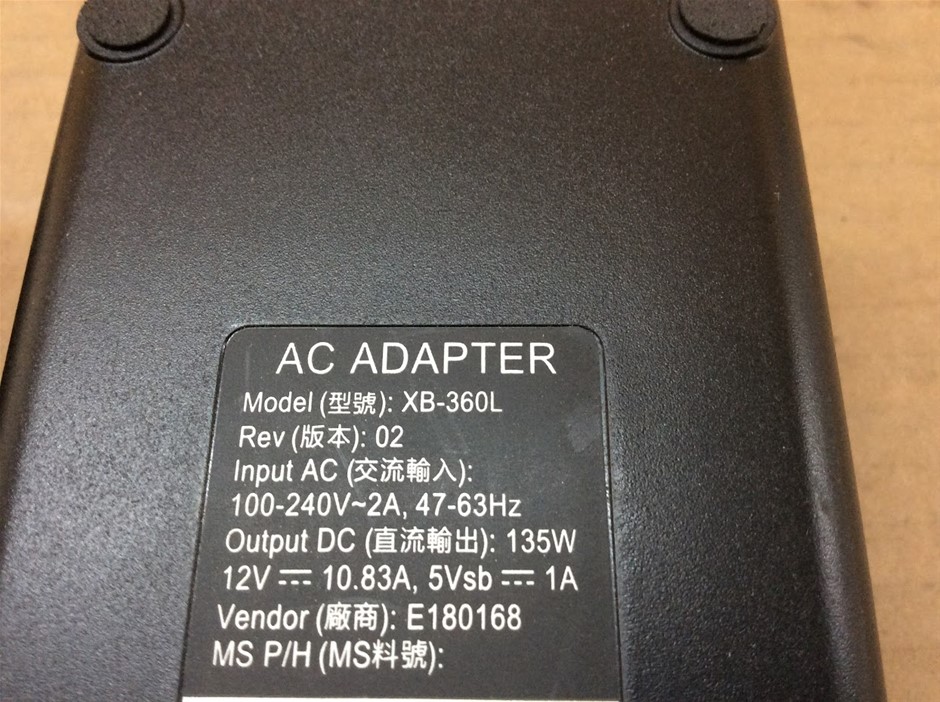 AC ADAPTER
Model (型號): XB-360L
Rev (版本): 02
Input AC (交流輸入):
100-240V~2A, 47-63Hz
Output DC (直流輸出): 135W
12V ⎓ 10.83A, 5Vsb ⎓ 1A
Vendor (廠商): E180168
MS P/H (MS料號):